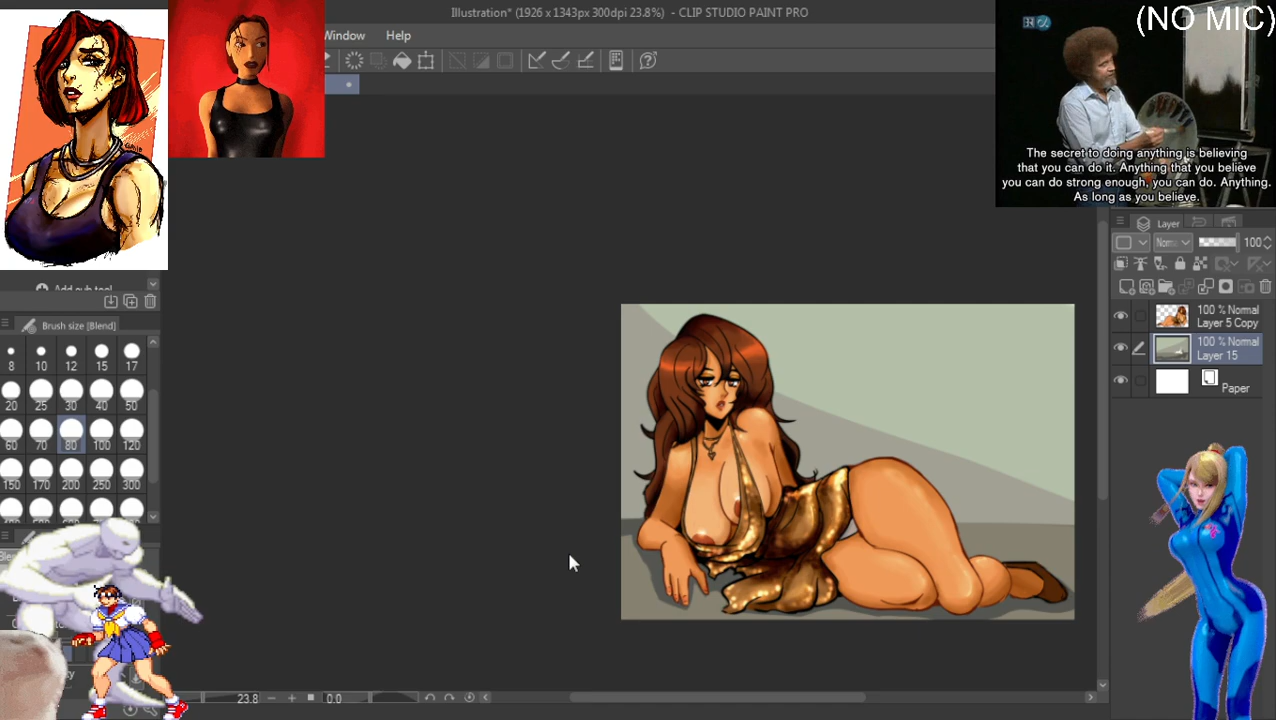 Illustration* (1926 x 1343px 300dpi 23.8%) - CLIP STUDIO PAINT PRO
(NO MIC)
Window Help
The secret to doing anything is believing
that you can do it. Anything that you believe
you can do strong enough, you can do. Anything.
As long as you believe.
Layer
100
Add sub tool
Brush size [Blend]
8 10 12 15 17
20 25 30 40 50
60 70 80 100 120
150 170 200 250 300
100 % Normal
Layer 5 Copy
100 % Normal
Layer 15
Paper
23.8 0.0